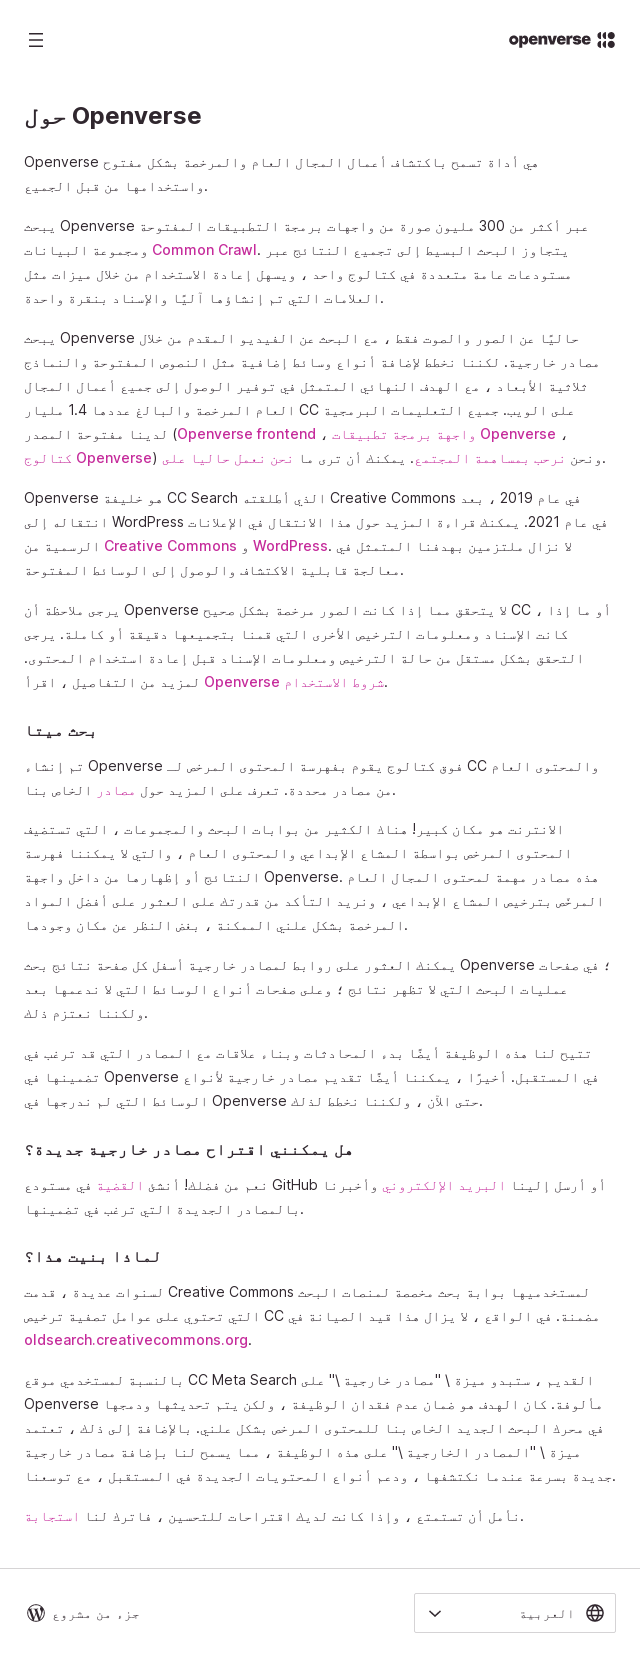 openverse
حول Openverse
Openverse هي أداة تسمح باكتشاف أعمال المجال العام والمرخصة بشكل مفتوح
واستخدامها من قبل الجميع.
يبحث Openverse عبر أكثر من 300 مليون صورة من واجهات برمجة التطبيقات المفتوحة
ومجموعة البيانات Common Crawl. يتجاوز البحث البسيط إلى تجميع النتائج عبر
مستودعات عامة متعددة في كتالوج واحد ، ويسهل إعادة الاستخدام من خلال ميزات مثل
العلامات التي تم إنشاؤها آليًا والإسناد بنقرة واحدة.
يبحث Openverse حاليًا عن الصور والصوت فقط ، مع البحث عن الفيديو المقدم من خلال
مصادر خارجية. لكننا نخطط لإضافة أنواع وسائط إضافية مثل النصوص المفتوحة والنماذج
ثلاثية الأبعاد ، مع الهدف النهائي المتمثل في توفير الوصول إلى جميع أعمال المجال
العام المرخصة والبالغ عددها 1.4 مليار CC على الويب. جميع التعليمات البرمجية
لدينا مفتوحة المصدر (Openverse frontend ، واجهة برمجة تطبيقات Openverse ،
كتالوج Openverse) ونحن نرحب بمساهمة المجتمع. يمكنك أن ترى ما نحن نعمل حاليا على.
Openverse هو خليفة CC Search الذي أطلقته Creative Commons في عام 2019 ، بعد
انتقاله إلى WordPress في عام 2021. يمكنك قراءة المزيد حول هذا الانتقال في الإعلانات
الرسمية من Creative Commons و WordPress. لا نزال ملتزمين بهدفنا المتمثل في
معالجة قابلية الاكتشاف والوصول إلى الوسائط المفتوحة.
يرجى ملاحظة أن Openverse لا يتحقق مما إذا كانت الصور مرخصة بشكل صحيح CC ، أو ما إذا
كانت الإسناد ومعلومات الترخيص الأخرى التي قمنا بتجميعها دقيقة أو كاملة. يرجى
التحقق بشكل مستقل من حالة الترخيص ومعلومات الإسناد قبل إعادة استخدام المحتوى.
لمزيد من التفاصيل ، اقرأ Openverse شروط الاستخدام.
بحث ميتا
تم إنشاء Openverse فوق كتالوج يقوم بفهرسة المحتوى المرخص لـ CC والمحتوى العام
من مصادر محددة. تعرف على المزيد حول مصادر الخاص بنا.
الانترنت هو مكان كبير! هناك الكثير من بوابات البحث والمجموعات ، التي تستضيف
المحتوى المرخص بواسطة المشاع الإبداعي والمحتوى العام ، والتي لا يمكننا فهرسة
النتائج أو إظهارها من داخل واجهة Openverse. هذه مصادر مهمة لمحتوى المجال العام
المرخّص بترخيص المشاع الإبداعي ، ونريد التأكد من قدرتك على العثور على أفضل المواد
المرخصة بشكل علني الممكنة ، بغض النظر عن مكان وجودها.
يمكنك العثور على روابط لمصادر خارجية أسفل كل صفحة نتائج بحث Openverse ؛ في صفحات
عمليات البحث التي لا تظهر نتائج ؛ وعلى صفحات أنواع الوسائط التي لا ندعمها بعد
ولكننا نعتزم ذلك.
تتيح لنا هذه الوظيفة أيضًا بدء المحادثات وبناء علاقات مع المصادر التي قد ترغب في
تضمينها في Openverse في المستقبل. أخيرًا ، يمكننا أيضًا تقديم مصادر خارجية لأنواع
الوسائط التي لم ندرجها في Openverse حتى الآن ، ولكننا نخطط لذلك.
هل يمكنني اقتراح مصادر خارجية جديدة؟
نعم من فضلك! أنشئ القضية في مستودع GitHub أو أرسل إلينا البريد الإلكتروني وأخبرنا
بالمصادر الجديدة التي ترغب في تضمينها.
لماذا بنيت هذا؟
لسنوات عديدة ، قدمت Creative Commons لمستخدميها بوابة بحث مخصصة لمنصات البحث
التي تحتوي على عوامل تصفية ترخيص CC مضمنة. في الواقع ، لا يزال هذا قيد الصيانة في
oldsearch.creativecommons.org.
بالنسبة لمستخدمي موقع CC Meta Search القديم ، ستبدو ميزة \ "مصادر خارجية \" على
Openverse مألوفة. كان الهدف هو ضمان عدم فقدان الوظيفة ، ولكن يتم تحديثها ودمجها
في محرك البحث الجديد الخاص بنا للمحتوى المرخص بشكل علني. بالإضافة إلى ذلك ، تعتمد
ميزة \ "المصادر الخارجية \" على هذه الوظيفة ، مما يسمح لنا بإضافة مصادر خارجية
جديدة بسرعة عندما نكتشفها ، ودعم أنواع المحتويات الجديدة في المستقبل ، مع توسعنا.
نأمل أن تستمتع ، وإذا كانت لديك اقتراحات للتحسين ، فاترك لنا استجابة.
العربية
جزء من مشروع